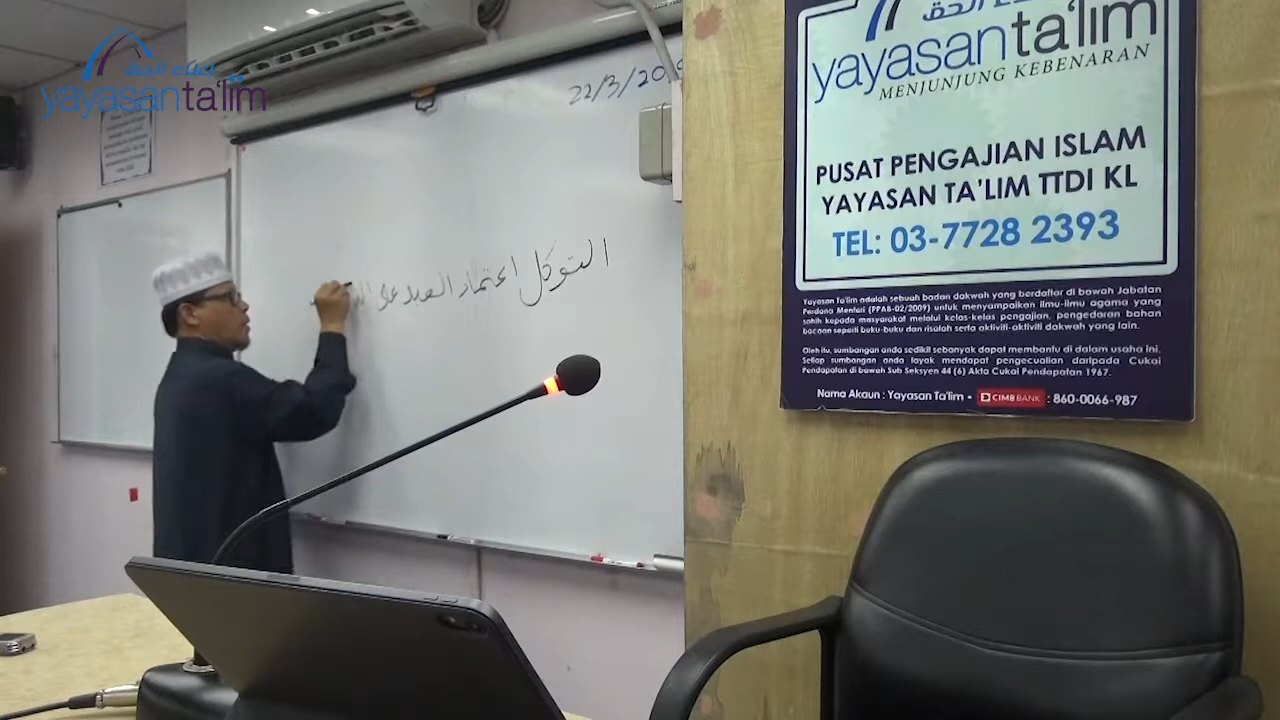 yayasanta'lim
22/3/2019
التوكل اعتماد العبد على الله
yayasanta'lim
MENJUNJUNG KEBENARAN
PUSAT PENGAJIAN ISLAM
YAYASAN TA'LIM TTDI KL
TEL: 03-7728 2393
Yayasan Ta'lim adalah sebuah badan dakwah yang berdaftar di bawah Jabatan
Perdana Menteri (PPAB-02/2009) untuk menyampaikan ilmu-ilmu agama yang
sahih kepada masyarakat melalui kelas-kelas pengajian, pengedaran bahan
bacaan seperti buku-buku dan risalah serta aktiviti-aktiviti dakwah yang lain.
Oleh itu, sumbangan anda sedikit sebanyak dapat membantu di dalam usaha ini.
Setiap sumbangan anda layak mendapat pengecualian daripada Cukai
Pendapatan di bawah Sub Seksyen 44 (6) Akta Cukai Pendapatan 1967.
Nama Akaun : Yayasan Ta'lim - CIMB BANK : 860-0066-987